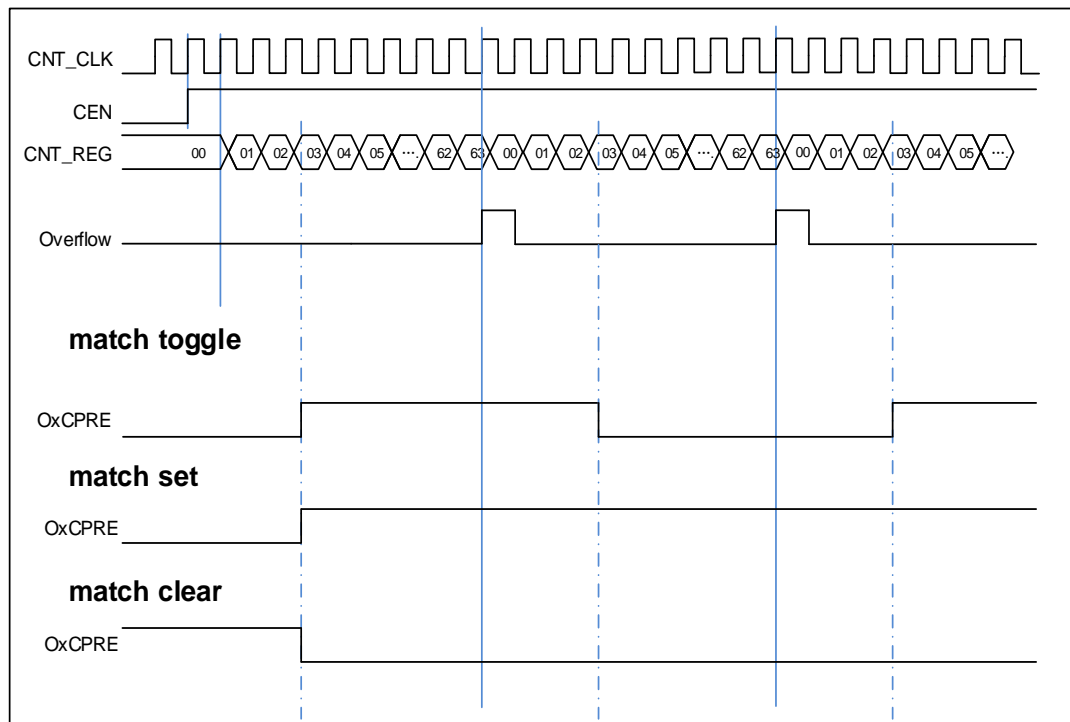 CNT_CLK
CEN
CNT_REG 00 01 02 03 04 05 ···. 62 63 00 01 02 03 04 05 ···. 62 63 00 01 02 03 04 05 ···.
Overflow
match toggle
OxCPRE
match set
OxCPRE
match clear
OxCPRE